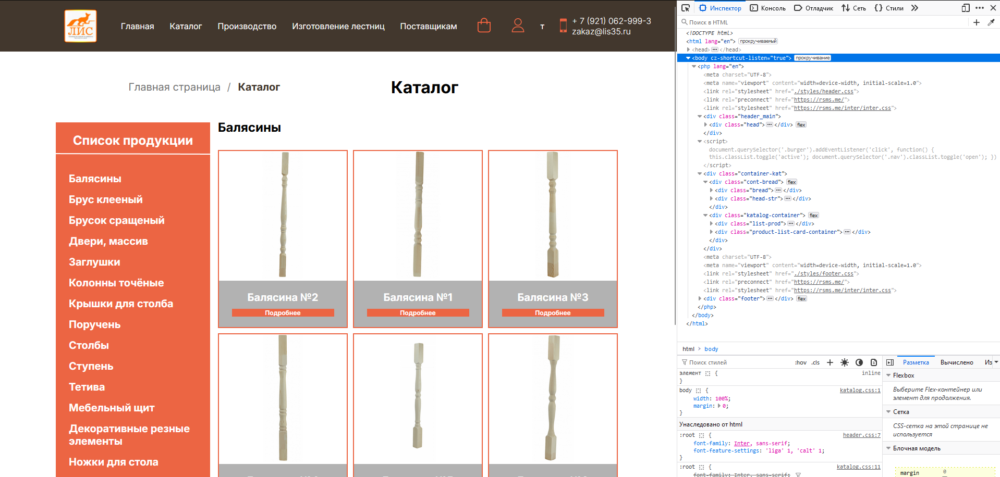 ЛИС
Главная
Каталог
Производство
Изготовление лестниц
Поставщикам
т
+ 7 (921) 062-999-3
zakaz@lis35.ru
Главная страница / Каталог
Каталог
Список продукции
Балясины
Брус клееный
Брусок сращеный
Двери, массив
Заглушки
Колонны точёные
Крышки для столба
Поручень
Столбы
Ступень
Тетива
Мебельный щит
Декоративные резные
элементы
Ножки для стола
Балясины
Балясина №2
Подробнее
Балясина №1
Подробнее
Балясина №3
Подробнее
Инспектор
Консоль
Отладчик
Сеть
Стили
Поиск в HTML
<!DOCTYPE html>
<html lang="en"> прокручиваемый
<head> ••• </head>
<body cz-shortcut-listen="true"> прокручивание
<php lang="en">
<meta charset="UTF-8">
<meta name="viewport" content="width=device-width, initial-scale=1.0">
<link rel="stylesheet" href="./styles/header.css">
<link rel="preconnect" href="https://rsms.me/">
<link rel="stylesheet" href="https://rsms.me/inter/inter.css">
<div class="header_main">
<div class="head"> ••• </div> flex
</div>
<script>
document.querySelector('.burger').addEventListener('click', function() {
this.classList.toggle('active'); document.querySelector('.nav').classList.toggle('open'); })
</script>
<div class="container-kat">
<div class="cont-bread"> flex
<div class="bread"> ••• </div>
<div class="head-str"> ••• </div>
</div>
<div class="katalog-container"> flex
<div class="list-prod"> ••• </div>
<div class="product-list-card-container"> ••• </div>
</div>
</div>
<meta charset="UTF-8">
<meta name="viewport" content="width=device-width, initial-scale=1.0">
<link rel="stylesheet" href="./styles/footer.css">
<link rel="preconnect" href="https://rsms.me/">
<link rel="stylesheet" href="https://rsms.me/inter/inter.css">
<div class="footer"> ••• </div> flex
</php>
</body>
</html>
html > body
Поиск стилей
:hov .cls
элемент { inline
}
body { katalog.css:1
width: 100%;
margin: 0;
}
Унаследовано от html
:root { header.css:7
font-family: Inter, sans-serif;
font-feature-settings: 'liga' 1, 'calt' 1;
}
:root { katalog.css:11
font-family: Inter, sans-serif;
Разметка
Вычислено
Из
Flexbox
Выберите Flex-контейнер или
элемент для продолжения.
Сетка
CSS-сетка на этой странице не
используется
Блочная модель
margin 0